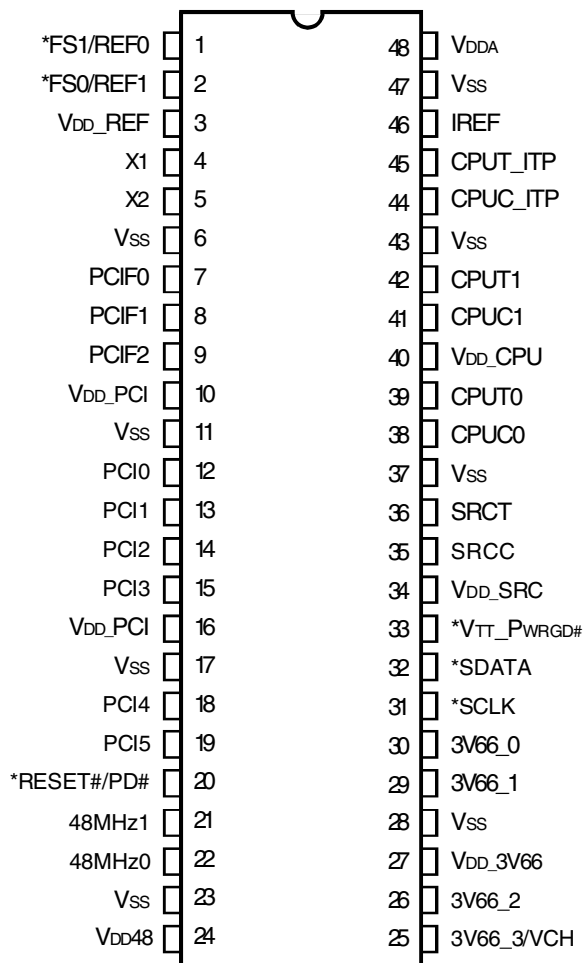 *FS1/REF0 1 48 VDDA
*FS0/REF1 2 47 VSS
VDD_REF 3 46 IREF
X1 4 45 CPUT_ITP
X2 5 44 CPUC_ITP
VSS 6 43 VSS
PCIF0 7 42 CPUT1
PCIF1 8 41 CPUC1
PCIF2 9 40 VDD_CPU
VDD_PCI 10 39 CPUT0
VSS 11 38 CPUC0
PCI0 12 37 VSS
PCI1 13 36 SRCT
PCI2 14 35 SRCC
PCI3 15 34 VDD_SRC
VDD_PCI 16 33 *VTT_PWRGD#
VSS 17 32 *SDATA
PCI4 18 31 *SCLK
PCI5 19 30 3V66_0
*RESET#/PD# 20 29 3V66_1
48MHz1 21 28 VSS
48MHz0 22 27 VDD_3V66
VSS 23 26 3V66_2
VDD48 24 25 3V66_3/VCH